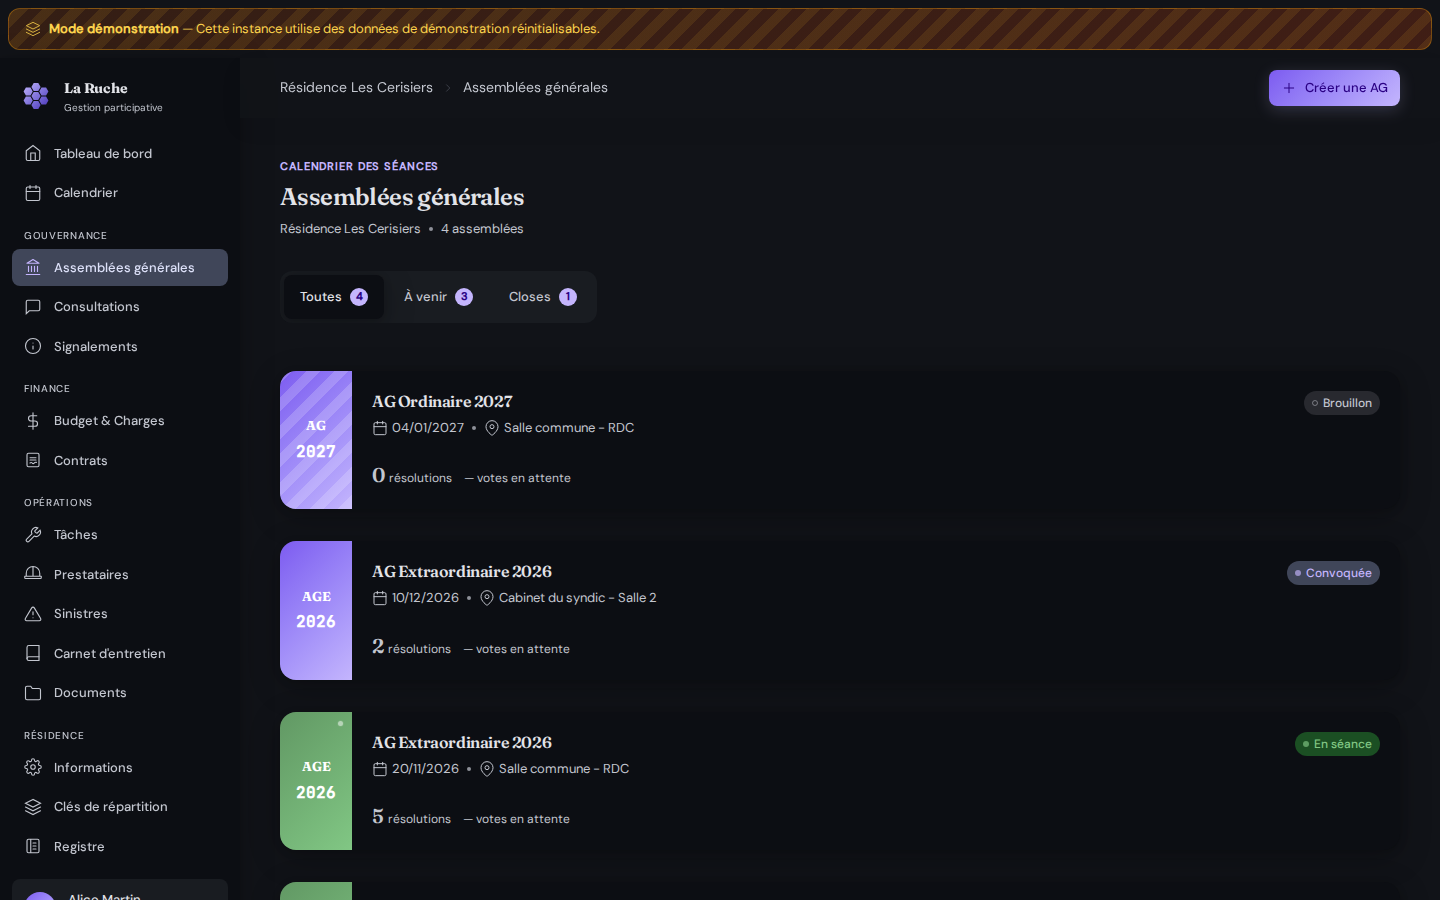 Mode démonstration — Cette instance utilise des données de démonstration réinitialisables.
La Ruche
Gestion participative
Tableau de bord
Calendrier
GOUVERNANCE
Assemblées générales
Consultations
Signalements
FINANCE
Budget & Charges
Contrats
OPÉRATIONS
Tâches
Prestataires
Sinistres
Carnet d'entretien
Documents
RÉSIDENCE
Informations
Clés de répartition
Registre
Alice Martin
Résidence Les Cerisiers > Assemblées générales
+ Créer une AG
CALENDRIER DES SÉANCES
Assemblées générales
Résidence Les Cerisiers • 4 assemblées
Toutes 4 À venir 3 Closes 1
AG
2027
AG Ordinaire 2027
Brouillon
04/01/2027 • Salle commune - RDC
0 résolutions — votes en attente
AGE
2026
AG Extraordinaire 2026
Convoquée
10/12/2026 • Cabinet du syndic - Salle 2
2 résolutions — votes en attente
AGE
2026
AG Extraordinaire 2026
En séance
20/11/2026 • Salle commune - RDC
5 résolutions — votes en attente